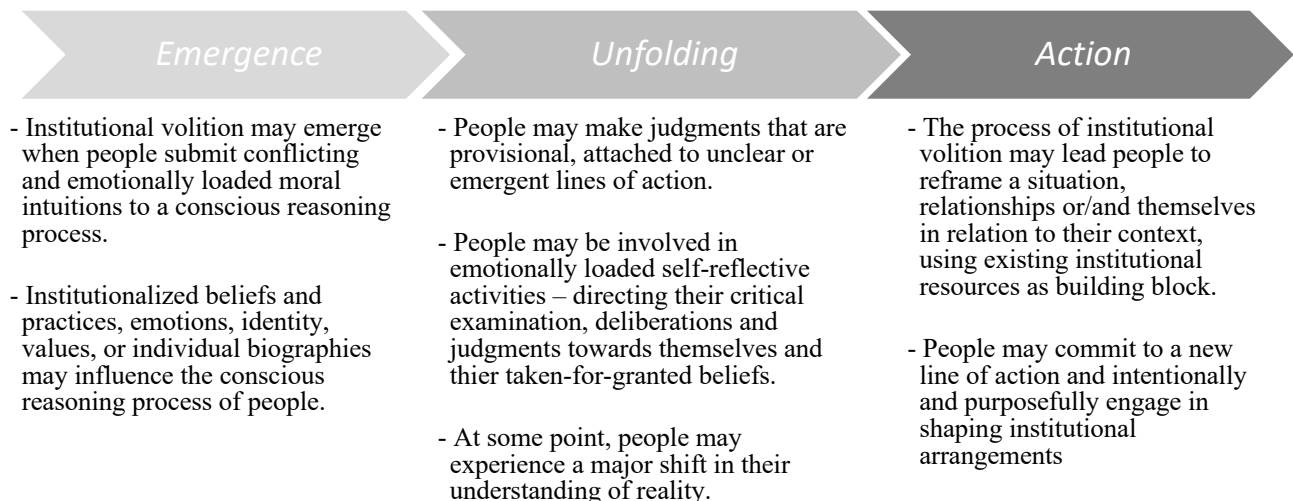 Emergence
Unfolding
Action
- Institutional volition may emerge
when people submit conflicting
and emotionally loaded moral
intuitions to a conscious reasoning
process.
- Institutionalized beliefs and
practices, emotions, identity,
values, or individual biographies
may influence the conscious
reasoning process of people.
- People may make judgments that are
provisional, attached to unclear or
emergent lines of action.
- People may be involved in
emotionally loaded self-reflective
activities – directing their critical
examination, deliberations and
judgments towards themselves and
thier taken-for-granted beliefs.
- At some point, people may
experience a major shift in their
understanding of reality.
- The process of institutional
volition may lead people to
reframe a situation,
relationships or/and themselves
in relation to their context,
using existing institutional
resources as building block.
- People may commit to a new
line of action and intentionally
and purposefully engage in
shaping institutional
arrangements